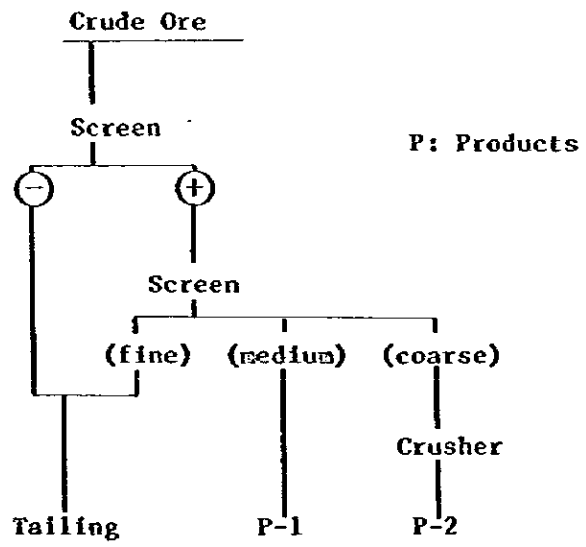 Crude Ore
Screen
P: Products
− +
Screen
(fine) (medium) (coarse)
Crusher
Tailing P-1 P-2